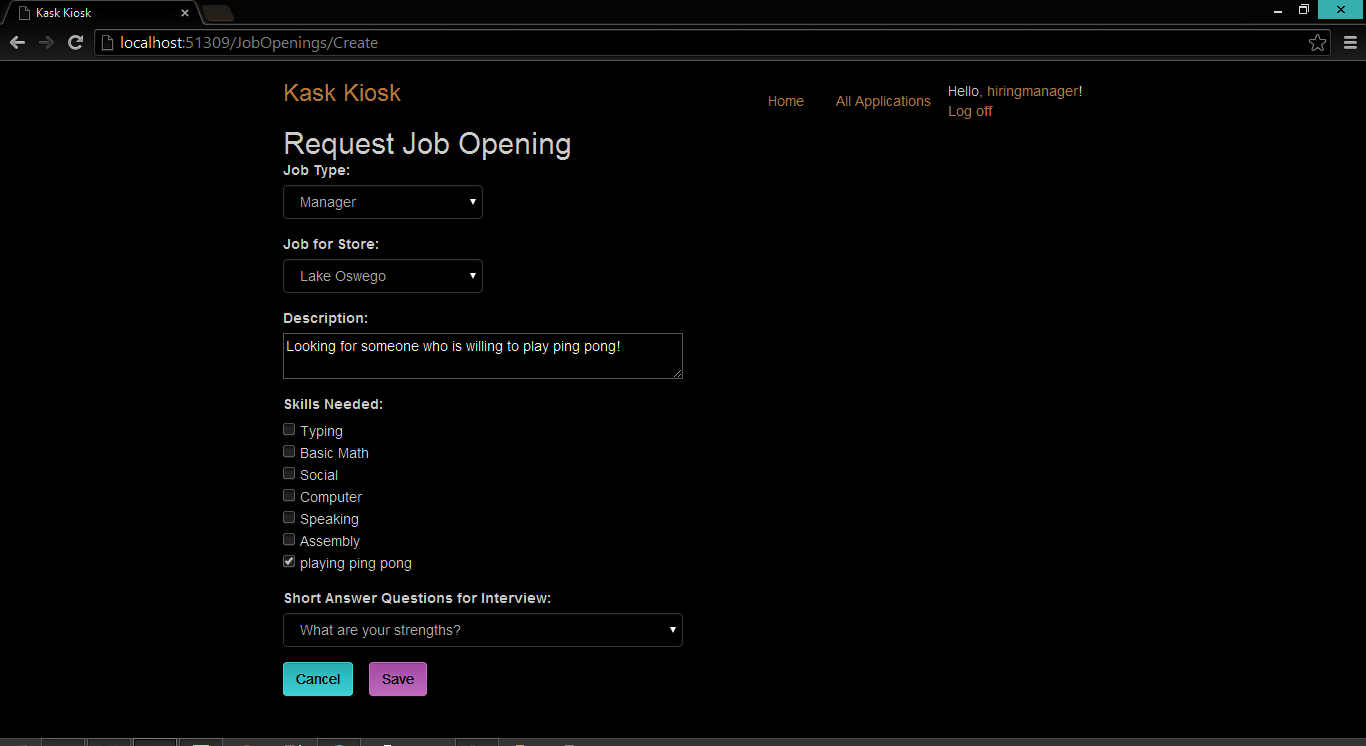 Kask Kiosk
localhost:51309/JobOpenings/Create
Kask Kiosk
Home
All Applications
Hello, hiringmanager!
Log off
Request Job Opening
Job Type:
Manager
Job for Store:
Lake Oswego
Description:
Looking for someone who is willing to play ping pong!
Skills Needed:
Typing
Basic Math
Social
Computer
Speaking
Assembly
playing ping pong
Short Answer Questions for Interview:
What are your strengths?
Cancel
Save